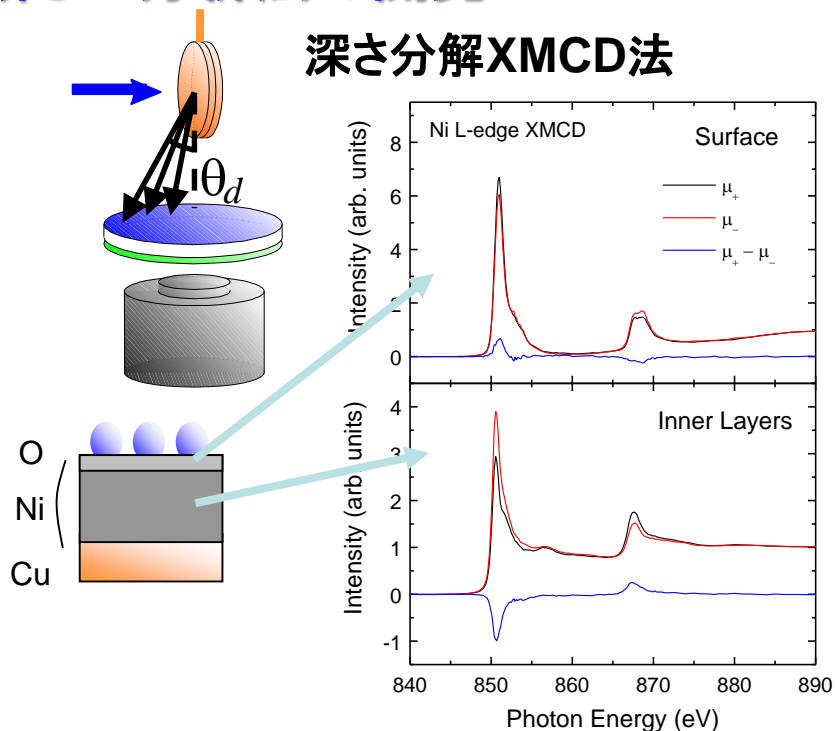 深さ分解XMCD法
θd
O
Ni
Cu
Ni L-edge XMCD
Surface
μ+
μ-
μ+ − μ-
Intensity (arb. units)
8
6
4
2
0
Inner Layers
Intensity (arb. units)
4
3
2
1
0
-1
840 850 860 870 880 890
Photon Energy (eV)